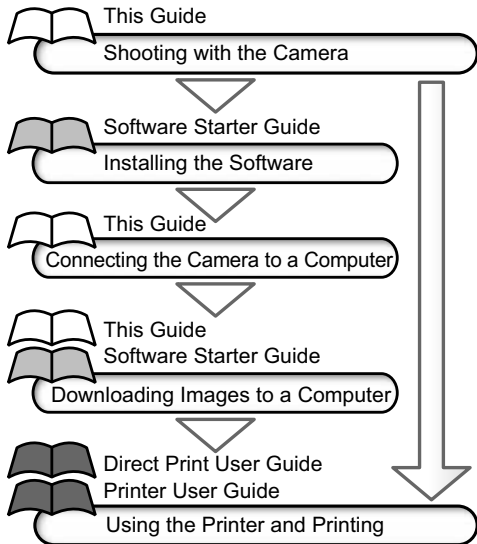 This Guide
Shooting with the Camera
Software Starter Guide
Installing the Software
This Guide
Connecting the Camera to a Computer
This Guide
Software Starter Guide
Downloading Images to a Computer
Direct Print User Guide
Printer User Guide
Using the Printer and Printing